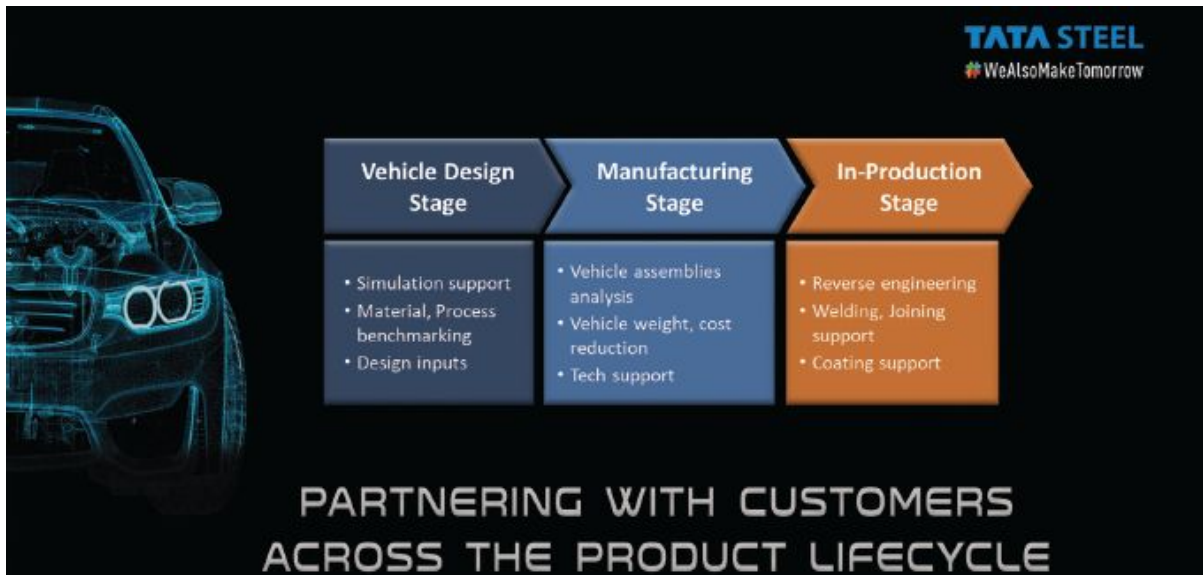 TATA STEEL
#WeAlsoMakeTomorrow
Vehicle Design
Stage
• Simulation support
• Material, Process
benchmarking
• Design inputs
Manufacturing
Stage
• Vehicle assemblies
analysis
• Vehicle weight, cost
reduction
• Tech support
In-Production
Stage
• Reverse engineering
• Welding, Joining
support
• Coating support
PARTNERING WITH CUSTOMERS
ACROSS THE PRODUCT LIFECYCLE